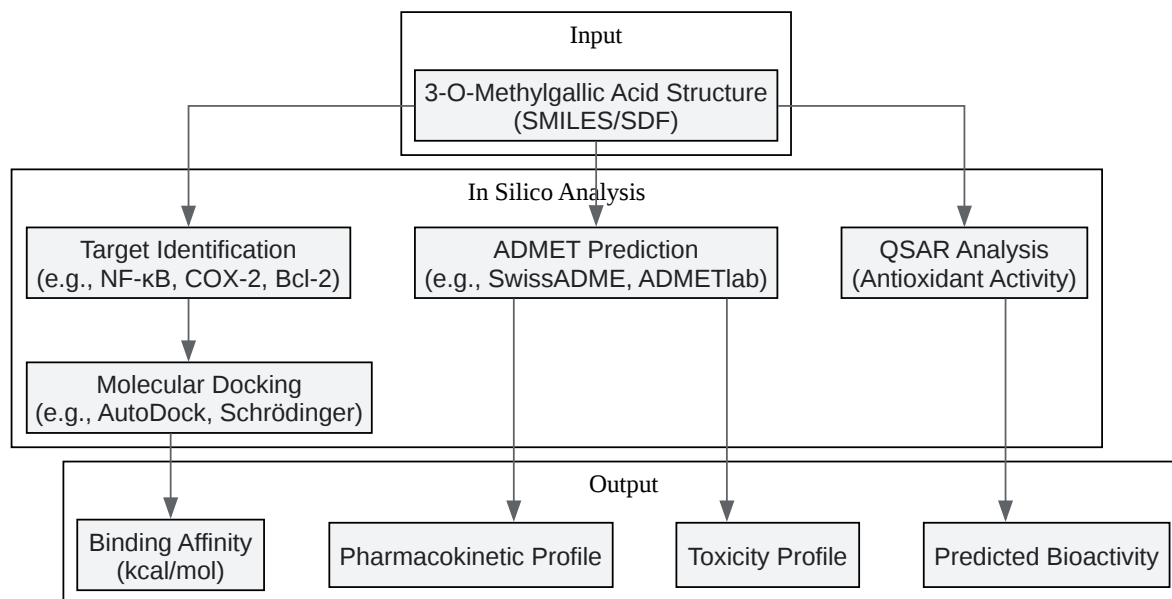 Input
3-O-Methylgallic Acid Structure
(SMILES/SDF)
In Silico Analysis
Target Identification
(e.g., NF-κB, COX-2, Bcl-2)
ADMET Prediction
(e.g., SwissADME, ADMETlab)
QSAR Analysis
(Antioxidant Activity)
Molecular Docking
(e.g., AutoDock, Schrödinger)
Output
Binding Affinity
(kcal/mol)
Pharmacokinetic Profile
Toxicity Profile
Predicted Bioactivity